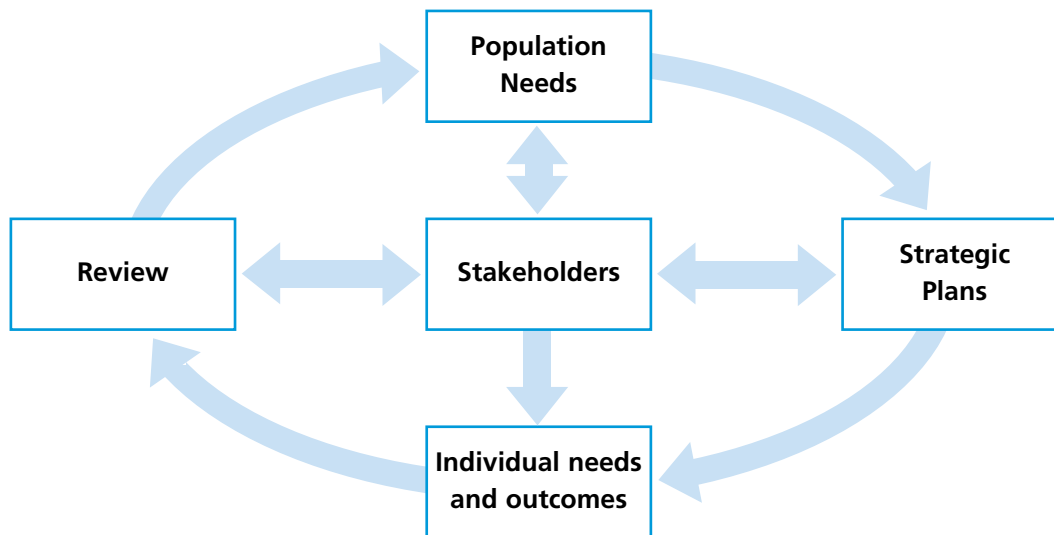 Population
Needs
Review
Stakeholders
Strategic
Plans
Individual needs
and outcomes